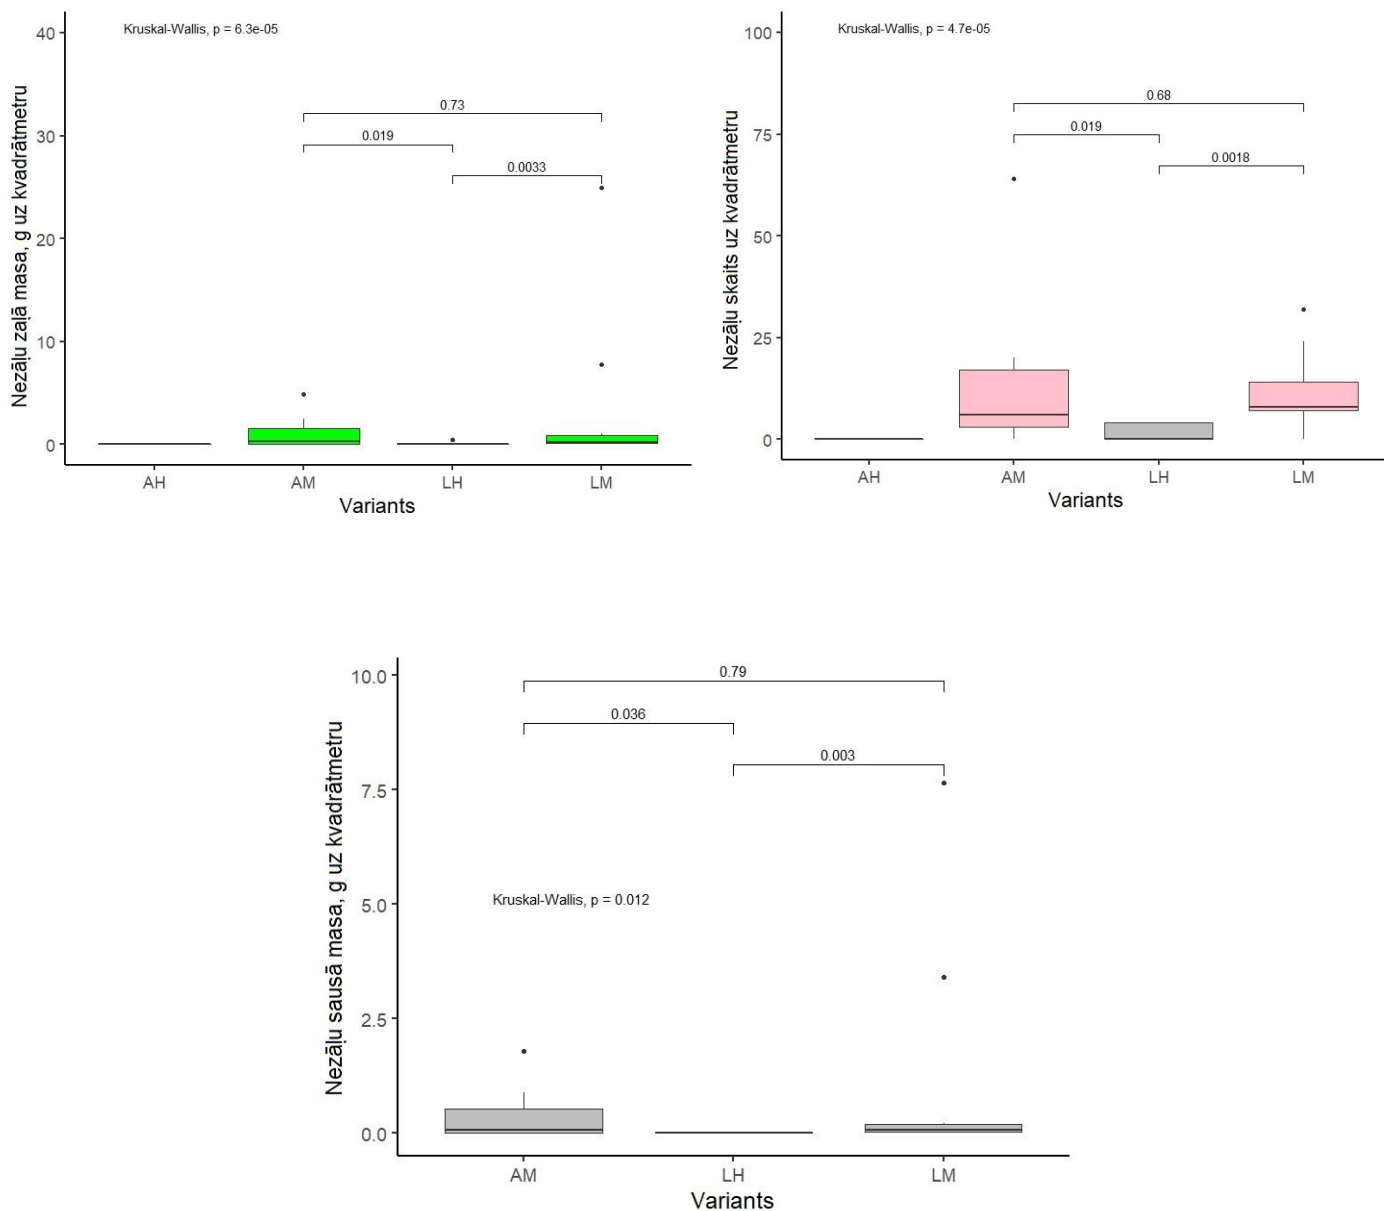 Nezāļu zaļā masa, g uz kvadrātmetru
40
30
20
10
0
Kruskal-Wallis, p = 6.3e-05
0.73
0.019
0.0033
AH AM LH LM
Variants
Nezāļu skaits uz kvadrātmetru
100
75
50
25
0
Kruskal-Wallis, p = 4.7e-05
0.68
0.019
0.0018
AH AM LH LM
Variants
Nezāļu sausā masa, g uz kvadrātmetru
10.0
7.5
5.0
2.5
0.0
0.79
0.036
0.003
Kruskal-Wallis, p = 0.012
AM LH LM
Variants